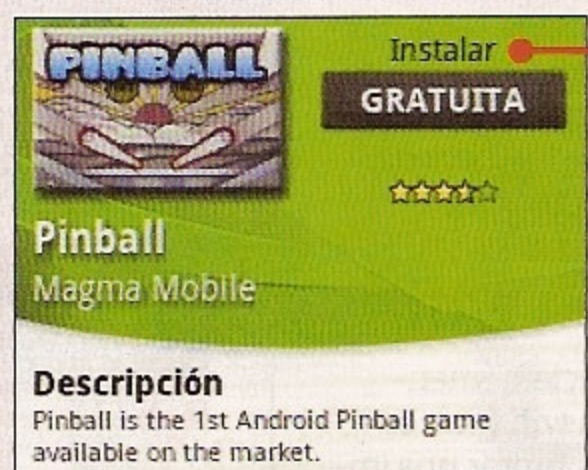 PINBALL
Instalar
GRATUITA
Pinball
Magma Mobile
Descripción
Pinball is the 1st Android Pinball game
available on the market.